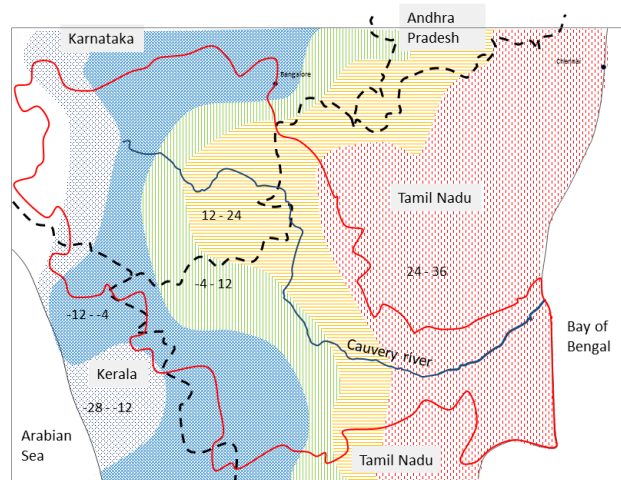 Andhra
Pradesh
Karnataka
Chennai
Bangalore
Tamil Nadu
12 - 24
24 - 36
-4 - 12
-12 - -4
Bay of
Bengal
Cauvery river
Kerala
-28 - -12
Arabian
Sea
Tamil Nadu